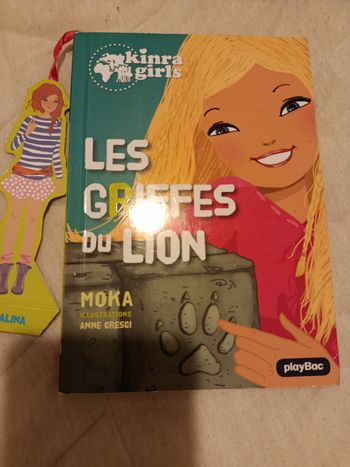 kinra
girls
LES
GRIFFES
DU LION
MOKA
ILLUSTRATIONS
ANNE CRESCI
playBac
ALINA